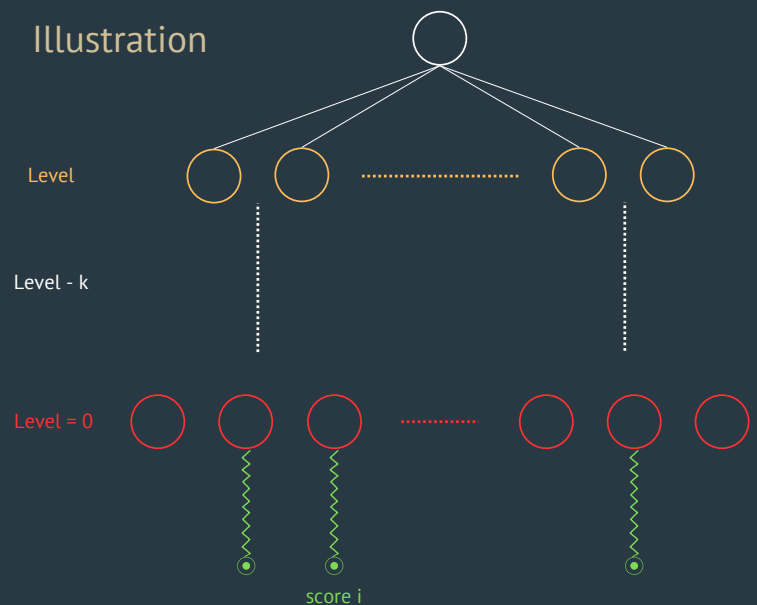 Illustration
Level
Level - k
Level = 0
score i